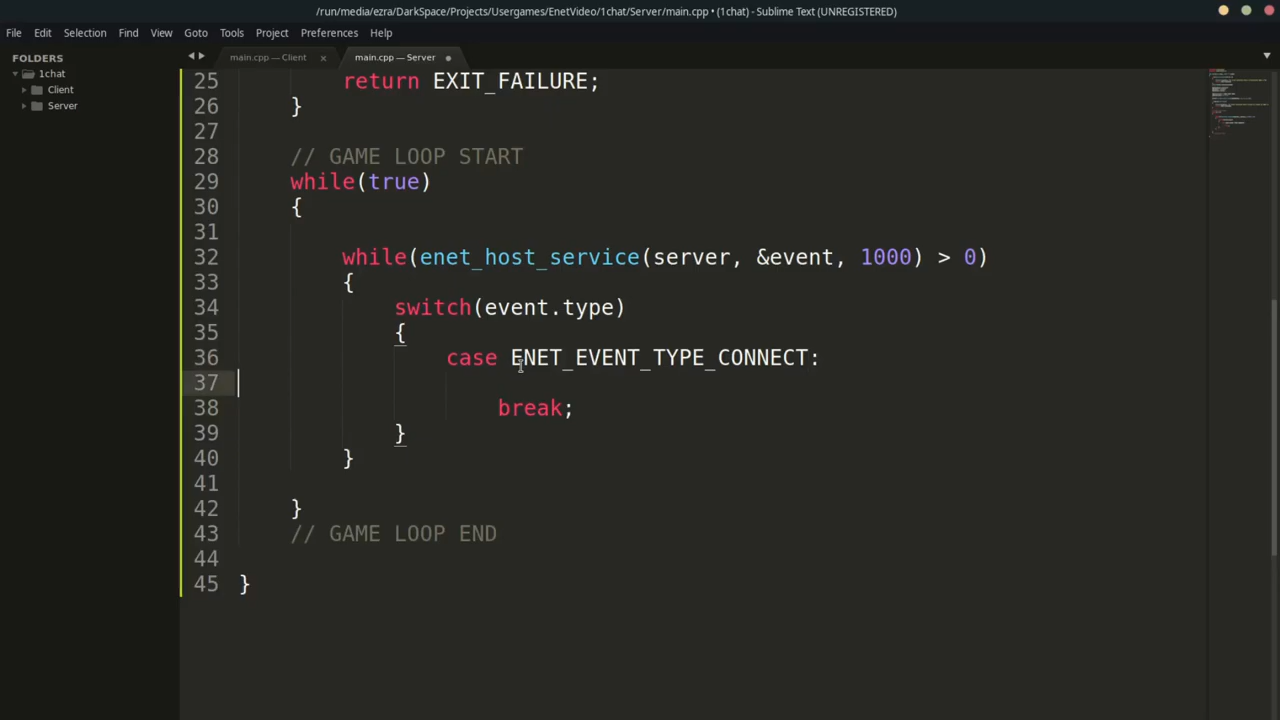 /run/media/ezra/DarkSpace/Projects/Usergames/EnetVideo/1chat/Server/main.cpp • (1chat) - Sublime Text (UNREGISTERED)
File Edit Selection Find View Goto Tools Project Preferences Help
FOLDERS
1chat
Client
Server
main.cpp — Client × main.cpp — Server
25 return EXIT_FAILURE;
26 }
27
28 // GAME LOOP START
29 while(true)
30 {
31
32 while(enet_host_service(server, &event, 1000) > 0)
33 {
34 switch(event.type)
35 {
36 case ENET_EVENT_TYPE_CONNECT:
37
38 break;
39 }
40 }
41
42 }
43 // GAME LOOP END
44
45 }